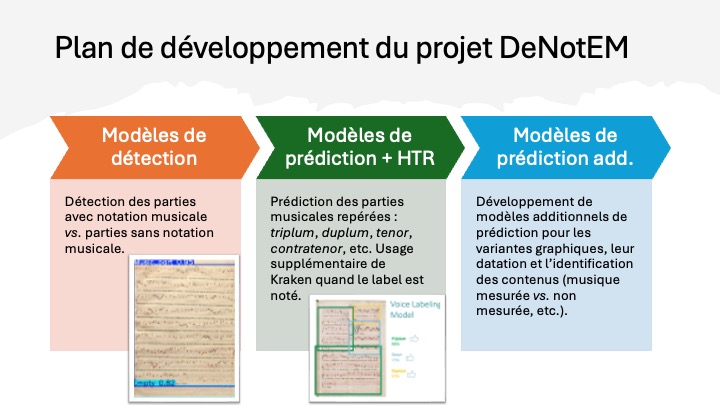 Plan de développement du projet DeNotEM
Modèles de
détection
Modèles de
prédiction + HTR
Modèles de
prédiction add.
Détection des parties
avec notation musicale
vs. parties sans notation
musicale.
Prédiction des parties
musicales repérées :
triplum, duplum, tenor,
contratenor, etc. Usage
supplémentaire de
Kraken quand le label est
noté.
Développement de
modèles additionnels de
prédiction pour les
variantes graphiques, leur
datation et l'identification
des contenus (musique
mesurée vs. non
mesurée, etc.).
Empty 0.82
Voice Labeling
Model